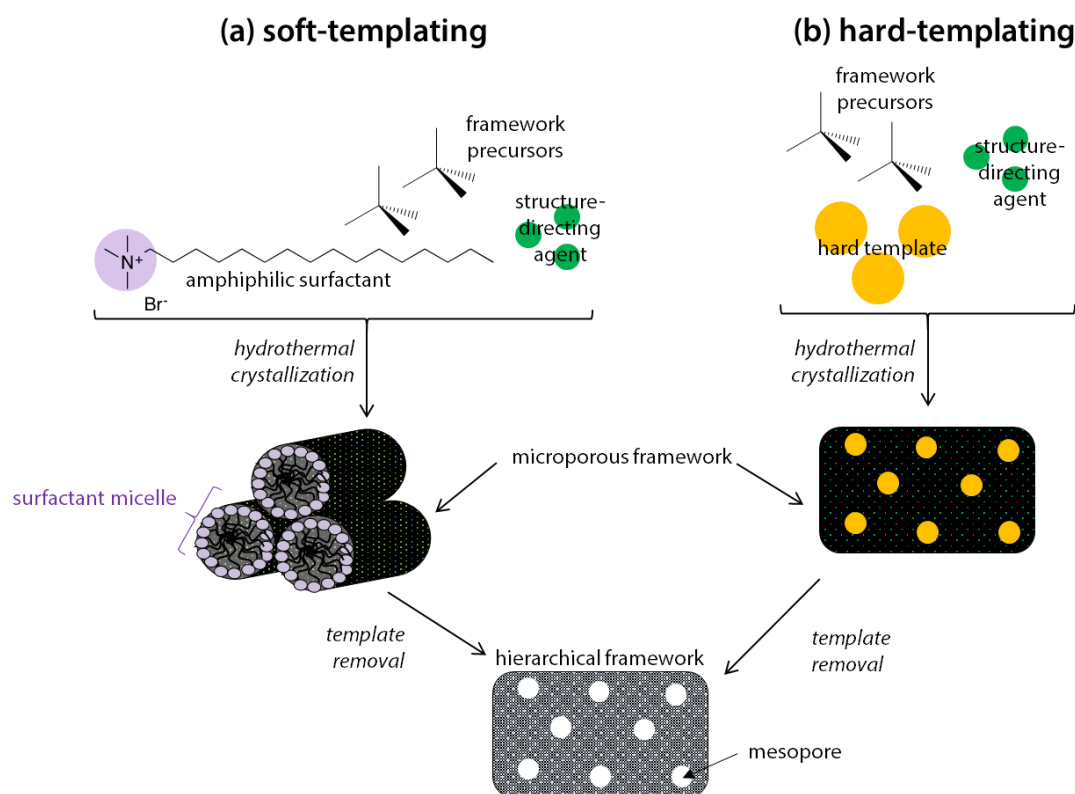 (a) soft-templating
(b) hard-templating
framework
precursors
structure-
directing
agent
N+
amphiphilic surfactant
Br-
framework
precursors
structure-
directing
agent
hard template
hydrothermal
crystallization
hydrothermal
crystallization
microporous framework
surfactant micelle
template
removal
template
removal
hierarchical framework
mesopore